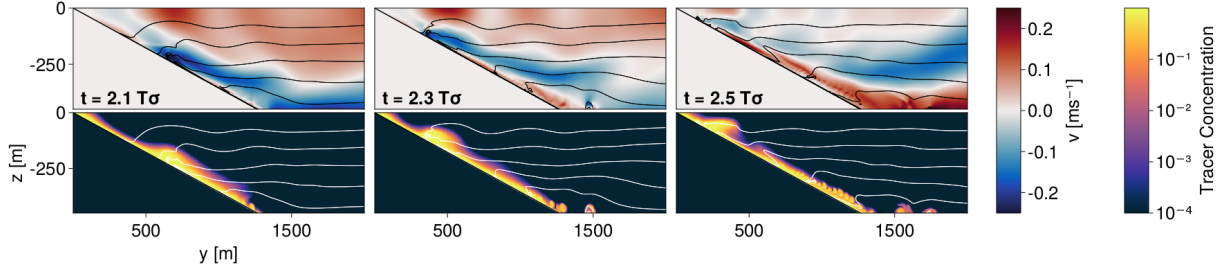 0
-250
0
-250
z [m]
t = 2.1 Tσ
t = 2.3 Tσ
t = 2.5 Tσ
500
1500
500
1500
500
1500
y [m]
0.2
0.1
0.0
-0.1
-0.2
v [ms⁻¹]
10⁻¹
10⁻²
10⁻³
10⁻⁴
Tracer Concentration